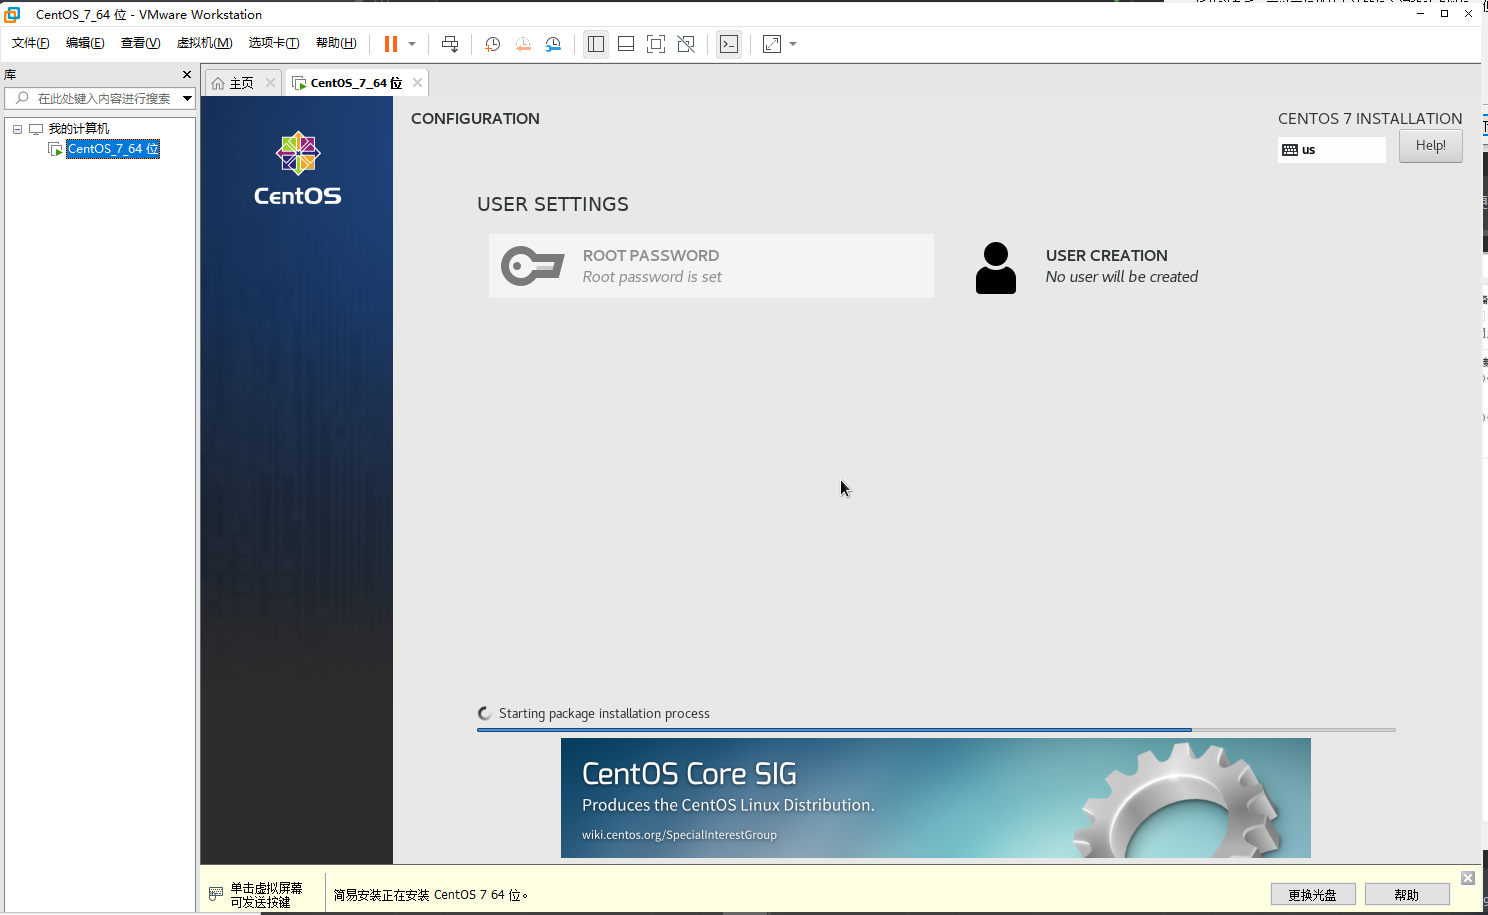 CentOS_7_64 位 - VMware Workstation
文件(F) 编辑(E) 查看(V) 虚拟机(M) 选项卡(T) 帮助(H)
库
在此处键入内容进行搜索
我的计算机
CentOS_7_64 位
主页 CentOS_7_64 位
CentOS
CONFIGURATION
CENTOS 7 INSTALLATION
us
Help!
USER SETTINGS
ROOT PASSWORD
Root password is set
USER CREATION
No user will be created
Starting package installation process
CentOS Core SIG
Produces the CentOS Linux Distribution.
wiki.centos.org/SpecialInterestGroup
单击虚拟屏幕
可发送按键
简易安装正在安装 CentOS 7 64 位。
更换光盘
帮助